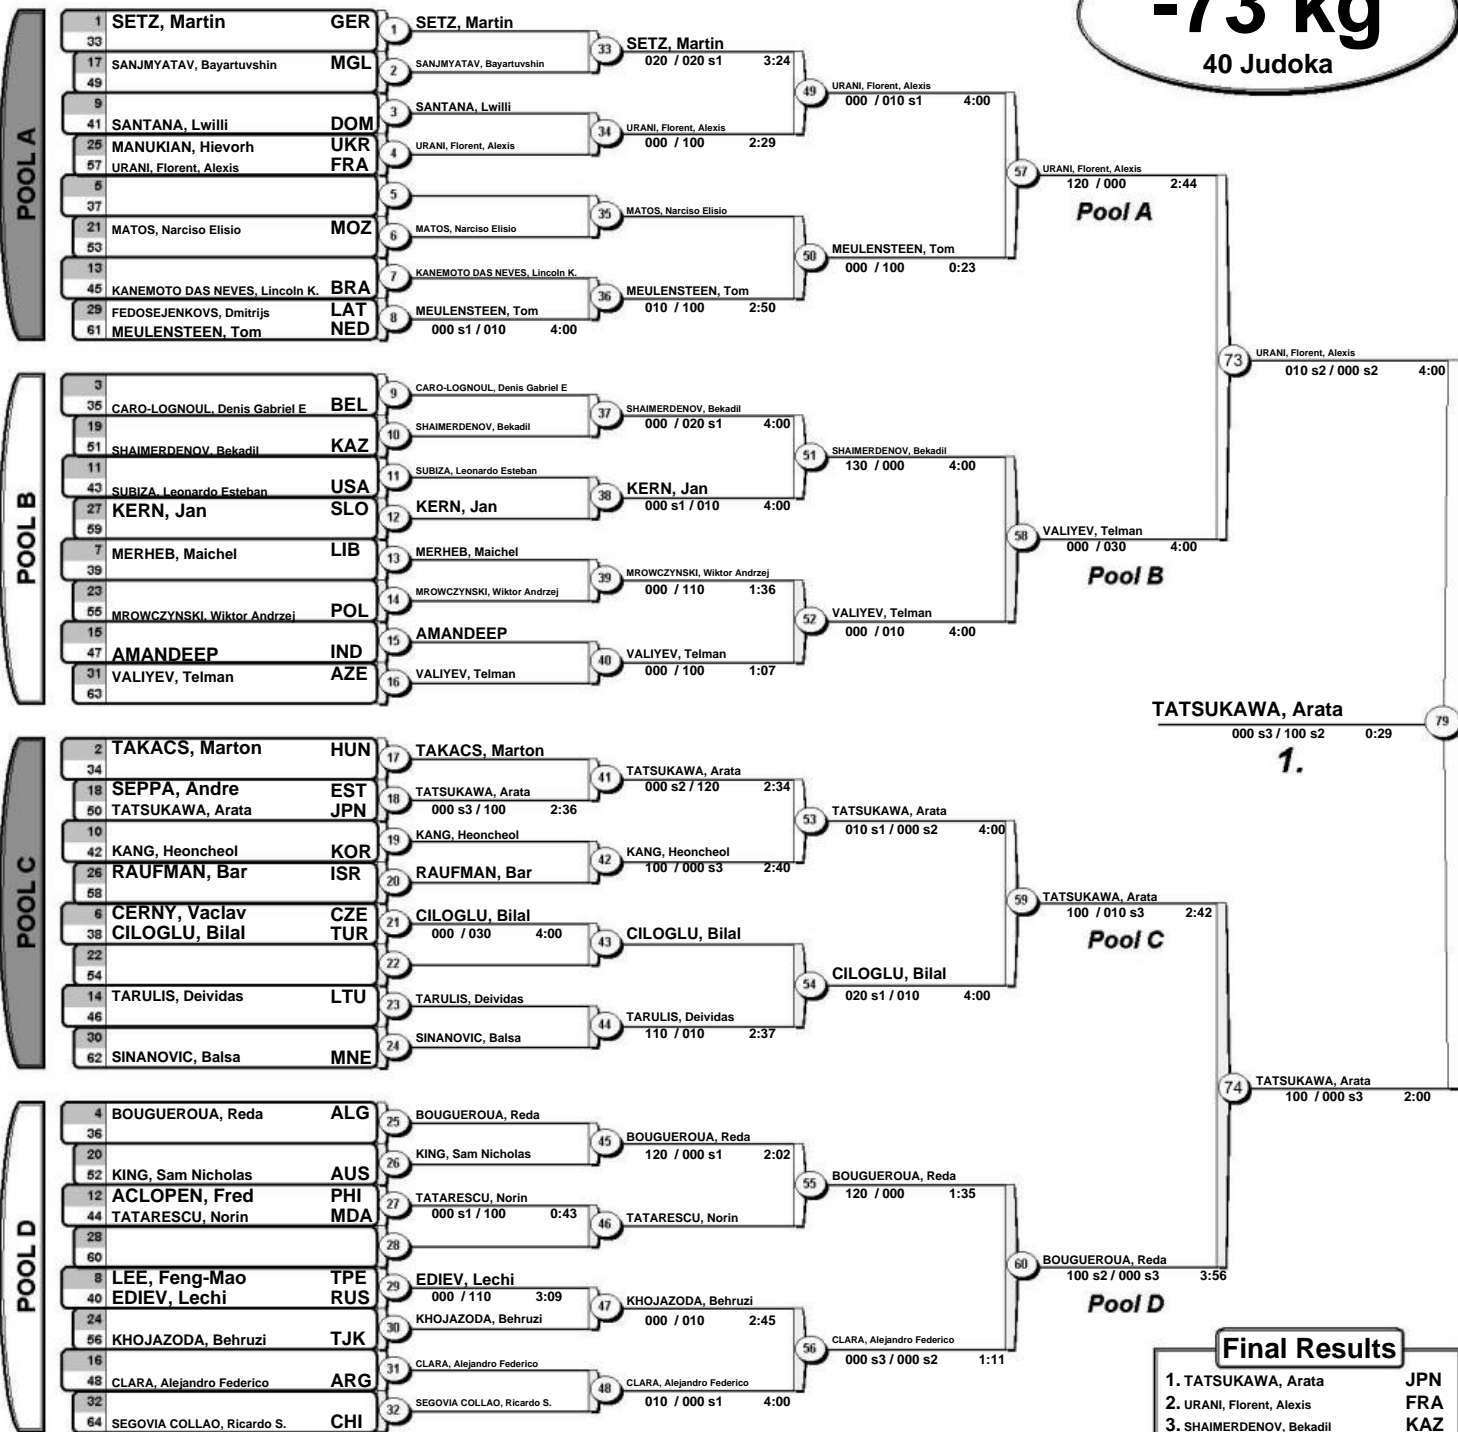 -73 kg
40 Judoka
POOL A
1 SETZ, Martin GER
33
17 SANJMYATAV, Bayartuvshin MGL
49
9
41 SANTANA, Lwilli DOM
25 MANUKIAN, Hievorh UKR
57 URANI, Florent, Alexis FRA
5
37
21 MATOS, Narciso Elisio MOZ
53
13
45 KANEMOTO DAS NEVES, Lincoln K. BRA
29 FEDOSEJENKOVS, Dmitrijs LAT
61 MEULENSTEEN, Tom NED
1 SETZ, Martin
2 SANJMYATAV, Bayartuvshin
3 SANTANA, Lwilli
4 URANI, Florent, Alexis
5
6 MATOS, Narciso Elisio
7 KANEMOTO DAS NEVES, Lincoln K.
8 MEULENSTEEN, Tom
000 s1 / 010 4:00
33 SETZ, Martin
020 / 020 s1 3:24
34 URANI, Florent, Alexis
000 / 100 2:29
35 MATOS, Narciso Elisio
36 MEULENSTEEN, Tom
010 / 100 2:50
49 URANI, Florent, Alexis
000 / 010 s1 4:00
50 MEULENSTEEN, Tom
000 / 100 0:23
57 URANI, Florent, Alexis
120 / 000 2:44
Pool A
POOL B
3
35 CARO-LOGNOUL, Denis Gabriel E BEL
19
51 SHAIMERDENOV, Bekadil KAZ
11
43 SUBIZA, Leonardo Esteban USA
27 KERN, Jan SLO
59
7 MERHEB, Maichel LIB
39
23
55 MROWCZYNSKI, Wiktor Andrzej POL
15
47 AMANDEEP IND
31 VALIYEV, Telman AZE
63
9 CARO-LOGNOUL, Denis Gabriel E
10 SHAIMERDENOV, Bekadil
11 SUBIZA, Leonardo Esteban
12 KERN, Jan
13 MERHEB, Maichel
14 MROWCZYNSKI, Wiktor Andrzej
15 AMANDEEP
16 VALIYEV, Telman
37 SHAIMERDENOV, Bekadil
000 / 020 s1 4:00
38 KERN, Jan
000 s1 / 010 4:00
39 MROWCZYNSKI, Wiktor Andrzej
000 / 110 1:36
40 VALIYEV, Telman
000 / 100 1:07
51 SHAIMERDENOV, Bekadil
130 / 000 4:00
52 VALIYEV, Telman
000 / 010 4:00
58 VALIYEV, Telman
000 / 030 4:00
Pool B
73 URANI, Florent, Alexis
010 s2 / 000 s2 4:00
TATSUKAWA, Arata 79
000 s3 / 100 s2 0:29
1.
POOL C
2 TAKACS, Marton HUN
34
18 SEPPA, Andre EST
50 TATSUKAWA, Arata JPN
10
42 KANG, Heoncheol KOR
26 RAUFMAN, Bar ISR
58
6 CERNY, Vaclav CZE
38 CILOGLU, Bilal TUR
22
54
14 TARULIS, Deividas LTU
46
30
62 SINANOVIC, Balsa MNE
17 TAKACS, Marton
18 TATSUKAWA, Arata
000 s3 / 100 2:36
19 KANG, Heoncheol
20 RAUFMAN, Bar
21 CILOGLU, Bilal
000 / 030 4:00
22
23 TARULIS, Deividas
24 SINANOVIC, Balsa
41 TATSUKAWA, Arata
000 s2 / 120 2:34
42 KANG, Heoncheol
100 / 000 s3 2:40
43 CILOGLU, Bilal
44 TARULIS, Deividas
110 / 010 2:37
53 TATSUKAWA, Arata
010 s1 / 000 s2 4:00
54 CILOGLU, Bilal
020 s1 / 010 4:00
59 TATSUKAWA, Arata
100 / 010 s3 2:42
Pool C
POOL D
4 BOUGUEROUA, Reda ALG
36
20
52 KING, Sam Nicholas AUS
12 ACLOPEN, Fred PHI
44 TATARESCU, Norin MDA
28
60
8 LEE, Feng-Mao TPE
40 EDIEV, Lechi RUS
24
56 KHOJAZODA, Behruzi TJK
16
48 CLARA, Alejandro Federico ARG
32
64 SEGOVIA COLLAO, Ricardo S. CHI
25 BOUGUEROUA, Reda
26 KING, Sam Nicholas
27 TATARESCU, Norin
000 s1 / 100 0:43
28
29 EDIEV, Lechi
000 / 110 3:09
30 KHOJAZODA, Behruzi
31 CLARA, Alejandro Federico
32 SEGOVIA COLLAO, Ricardo S.
45 BOUGUEROUA, Reda
120 / 000 s1 2:02
46 TATARESCU, Norin
47 KHOJAZODA, Behruzi
000 / 010 2:45
48 CLARA, Alejandro Federico
010 / 000 s1 4:00
55 BOUGUEROUA, Reda
120 / 000 1:35
56 CLARA, Alejandro Federico
000 s3 / 000 s2 1:11
60 BOUGUEROUA, Reda
100 s2 / 000 s3 3:56
Pool D
74 TATSUKAWA, Arata
100 / 000 s3 2:00
Final Results
1. TATSUKAWA, Arata JPN
2. URANI, Florent, Alexis FRA
3. SHAIMERDENOV, Bekadil KAZ